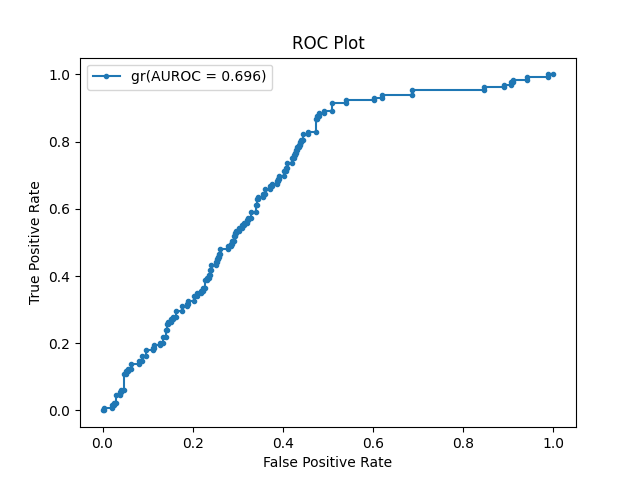 ROC Plot
gr(AUROC = 0.696)
1.0
0.8
0.6
0.4
0.2
0.0
True Positive Rate
0.0 0.2 0.4 0.6 0.8 1.0
False Positive Rate